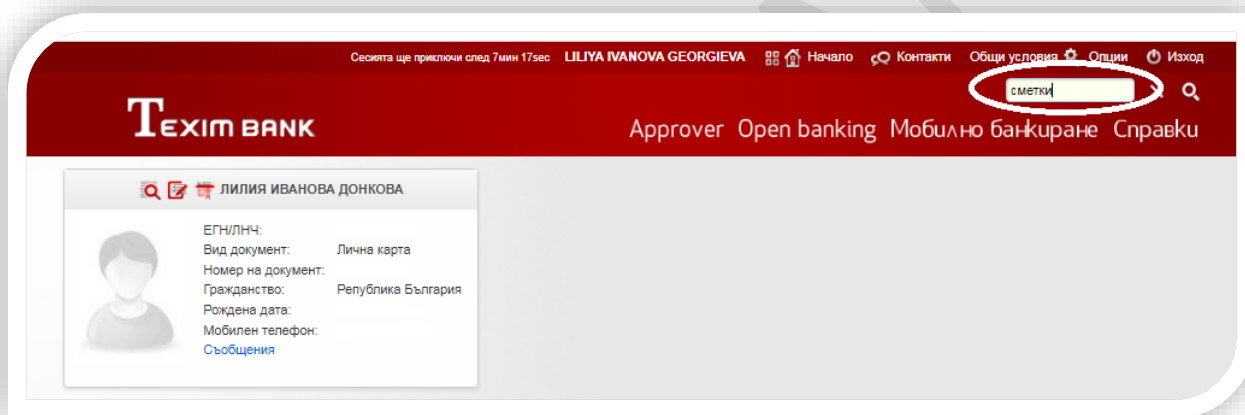 Сесията ще приключи след 7мин 17sec LILIYA IVANOVA GEORGIEVA Начало Контакти Общи условия Опции Изход
сметки
TEXIM BANK
Approver Open banking Мобилно банкиране Справки
ЛИЛИЯ ИВАНОВА ДОНКОВА
ЕГН/ЛНЧ:
Вид документ: Лична карта
Номер на документ:
Гражданство: Република България
Рождена дата:
Мобилен телефон:
Съобщения